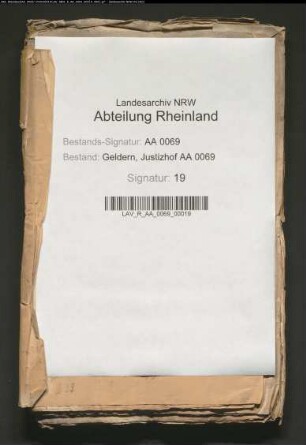 Landesarchiv NRW
Abteilung Rheinland
Bestands-Signatur: AA 0069
Bestand: Geldern, Justizhof AA 0069
Signatur: 19
LAV_R_AA_0069_00019